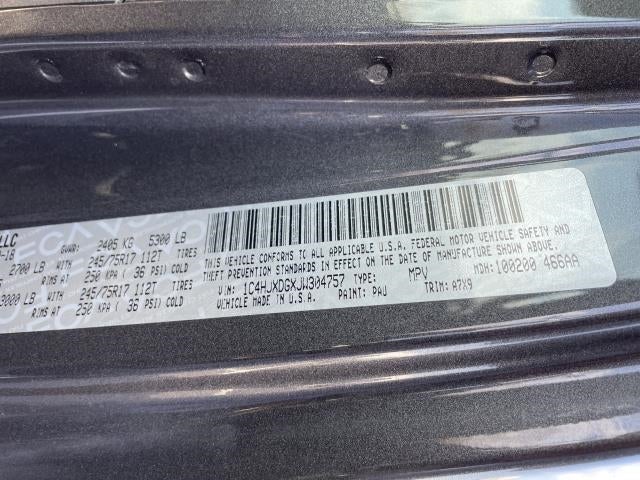 LLC
-18
GVWR: 2405 KG 5300 LB
2700 LB 245/75R17 112T TIRES
RIMS AT 250 KPA ( 36 PSI) COLD
3000 LB 245/75R17 112T TIRES
RIMS AT 250 KPA ( 36 PSI) COLD
THIS VEHICLE CONFORMS TO ALL APPLICABLE U.S.A. FEDERAL MOTOR VEHICLE SAFETY AND
THEFT PREVENTION STANDARDS IN EFFECT ON THE DATE OF MANUFACTURE SHOWN ABOVE.
VIN: 1C4HJXDGXJW304757 TYPE: MPV MDH: 100200 466AA
VEHICLE MADE IN U.S.A. PAINT: PAU TRIM: A7X9